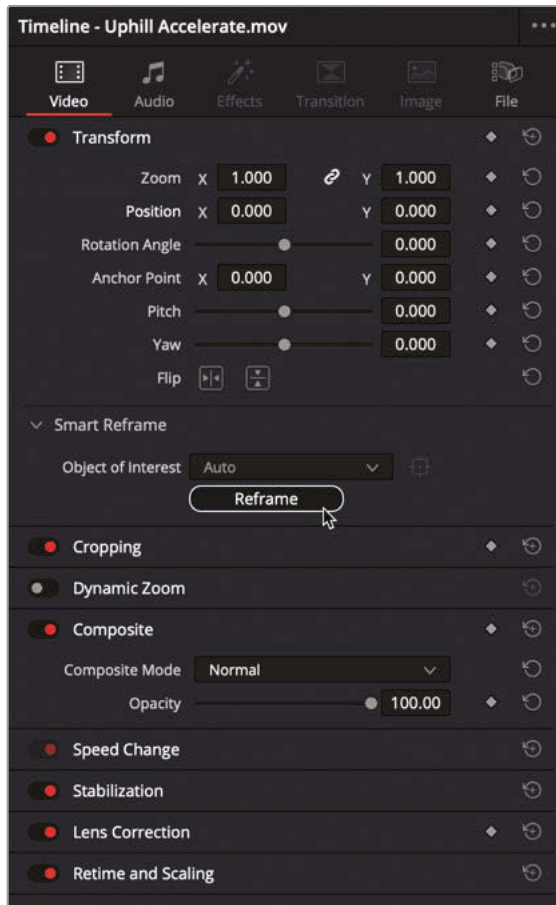 Timeline - Uphill Accelerate.mov
Video Audio Effects Transition Image File
Transform
Zoom X 1.000 Y 1.000
Position X 0.000 Y 0.000
Rotation Angle 0.000
Anchor Point X 0.000 Y 0.000
Pitch 0.000
Yaw 0.000
Flip
Smart Reframe
Object of Interest Auto
Reframe
Cropping
Dynamic Zoom
Composite
Composite Mode Normal
Opacity 100.00
Speed Change
Stabilization
Lens Correction
Retime and Scaling